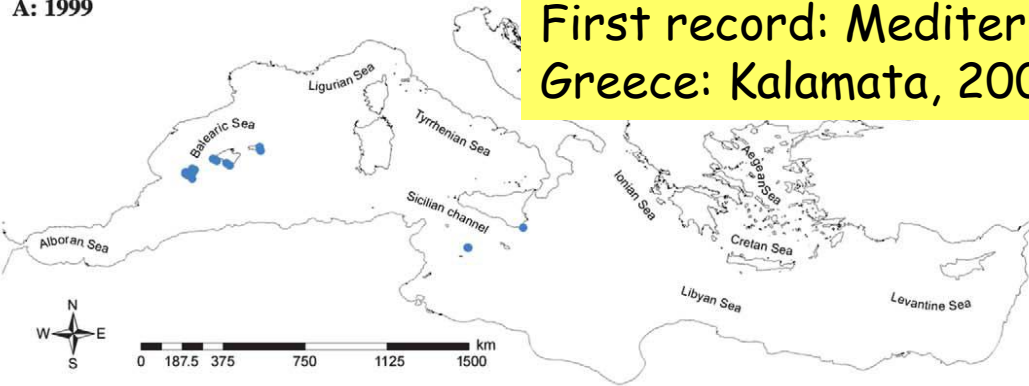 A: 1999
First record: Mediter
Greece: Kalamata, 200
Ligurian Sea
Balearic Sea
Tyrrhenian Sea
Aegean Sea
Ionian Sea
Sicilian channel
Alboran Sea
Cretan Sea
Libyan Sea
Levantine Sea
N
W E
S
km
0 187.5 375 750 1125 1500